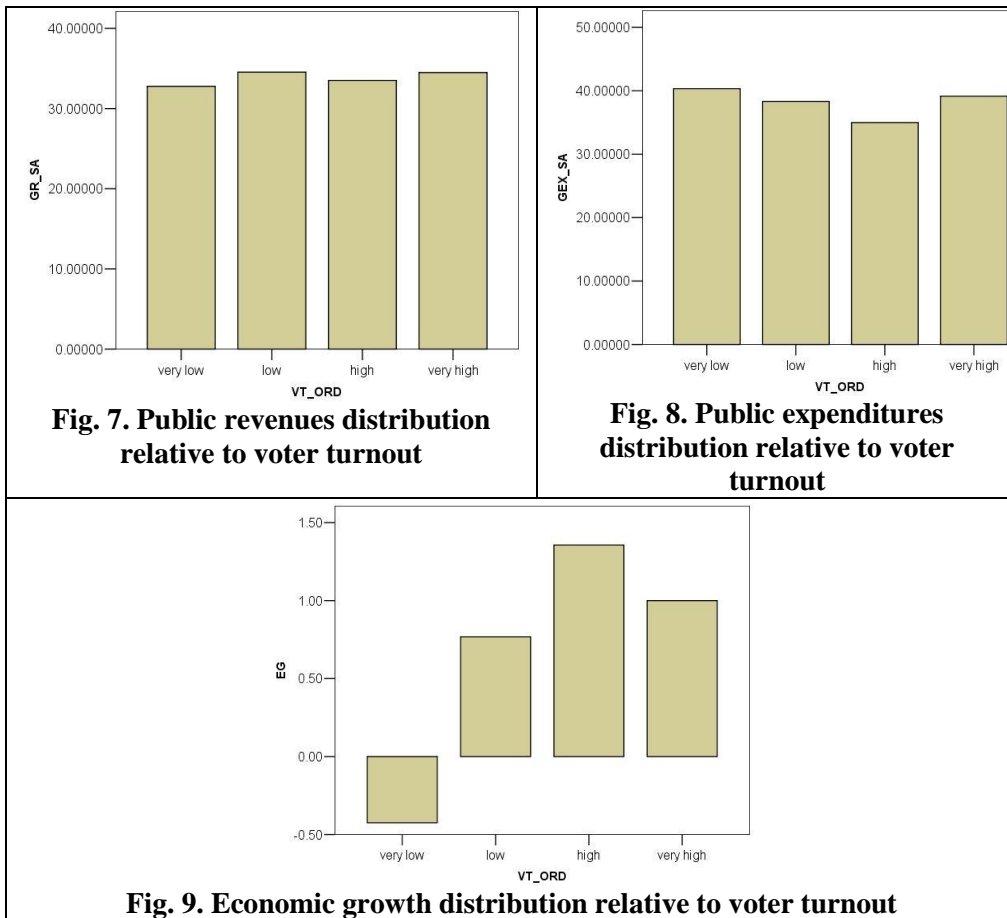 40.00000
30.00000
20.00000
10.00000
0.00000
GR_SA
very low low high very high
VT_ORD
Fig. 7. Public revenues distribution
relative to voter turnout
50.00000
40.00000
30.00000
20.00000
10.00000
0.00000
GEX_SA
very low low high very high
VT_ORD
Fig. 8. Public expenditures
distribution relative to voter
turnout
1.50
1.00
0.50
0.00
-0.50
EG
very low low high very high
VT_ORD
Fig. 9. Economic growth distribution relative to voter turnout